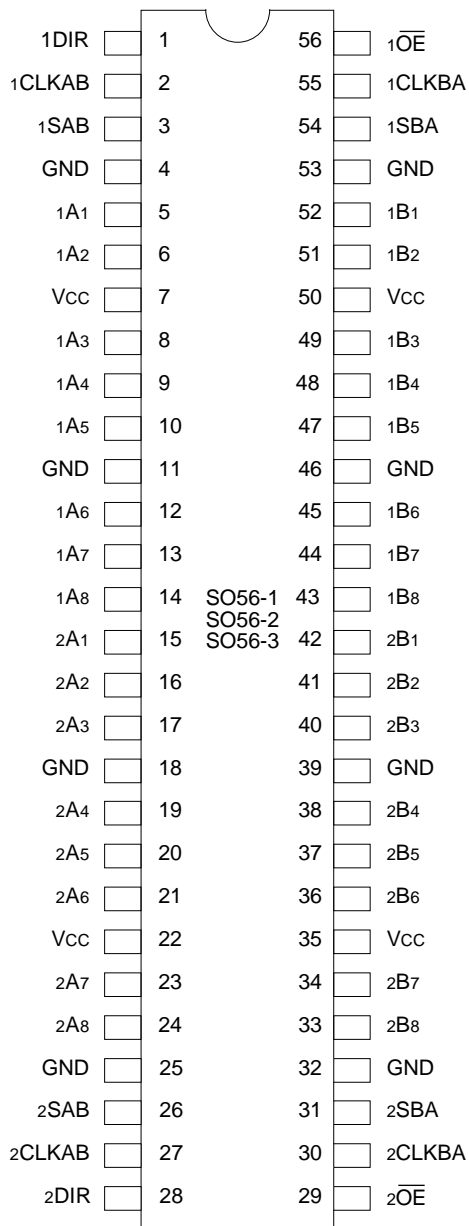 1DIR 1 56 1O̅E̅
1CLKAB 2 55 1CLKBA
1SAB 3 54 1SBA
GND 4 53 GND
1A1 5 52 1B1
1A2 6 51 1B2
VCC 7 50 VCC
1A3 8 49 1B3
1A4 9 48 1B4
1A5 10 47 1B5
GND 11 46 GND
1A6 12 45 1B6
1A7 13 44 1B7
1A8 14 SO56-1 43 1B8
SO56-2
2A1 15 SO56-3 42 2B1
2A2 16 41 2B2
2A3 17 40 2B3
GND 18 39 GND
2A4 19 38 2B4
2A5 20 37 2B5
2A6 21 36 2B6
VCC 22 35 VCC
2A7 23 34 2B7
2A8 24 33 2B8
GND 25 32 GND
2SAB 26 31 2SBA
2CLKAB 27 30 2CLKBA
2DIR 28 29 2O̅E̅